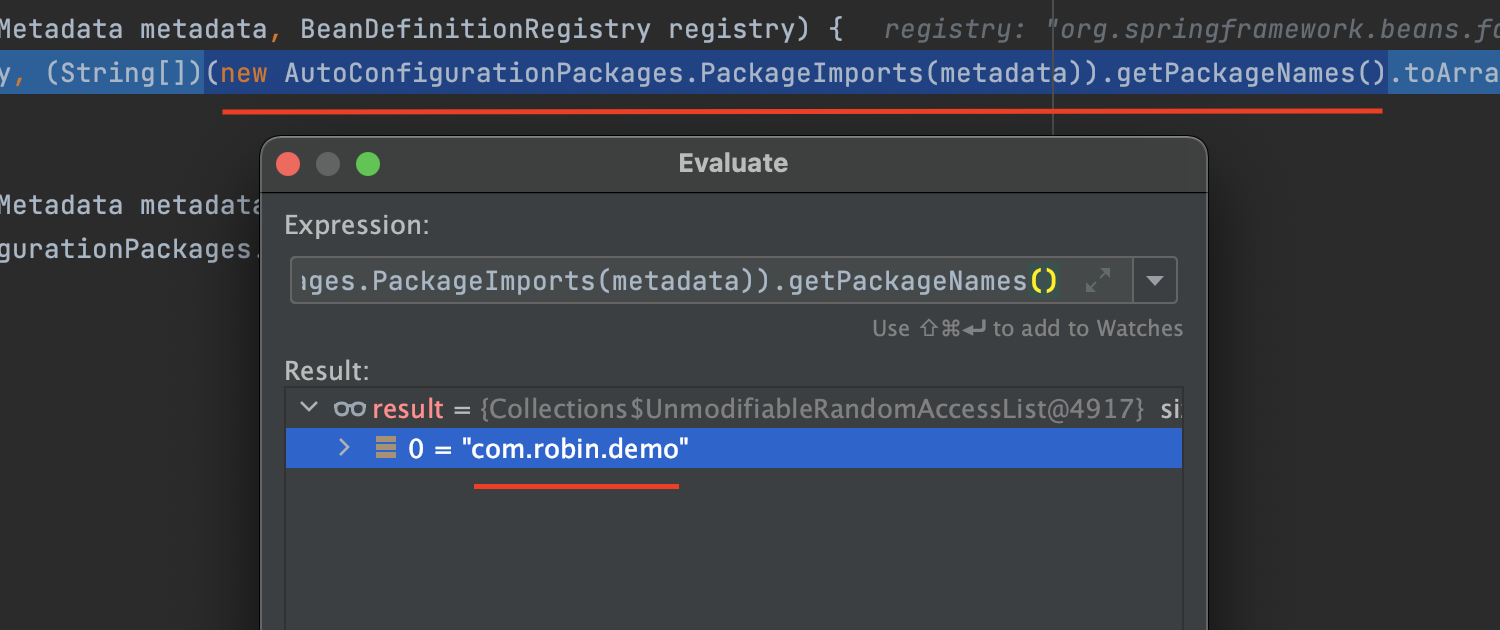 Metadata metadata, BeanDefinitionRegistry registry) { registry: "org.springframework.beans.fa
y, (String[])(new AutoConfigurationPackages.PackageImports(metadata)).getPackageNames().toArra
Evaluate
Metadata metadata
gurationPackages.
Expression:
ages.PackageImports(metadata)).getPackageNames()
Use ⇧⌘↵ to add to Watches
Result:
result = {Collections$UnmodifiableRandomAccessList@4917} si
0 = "com.robin.demo"